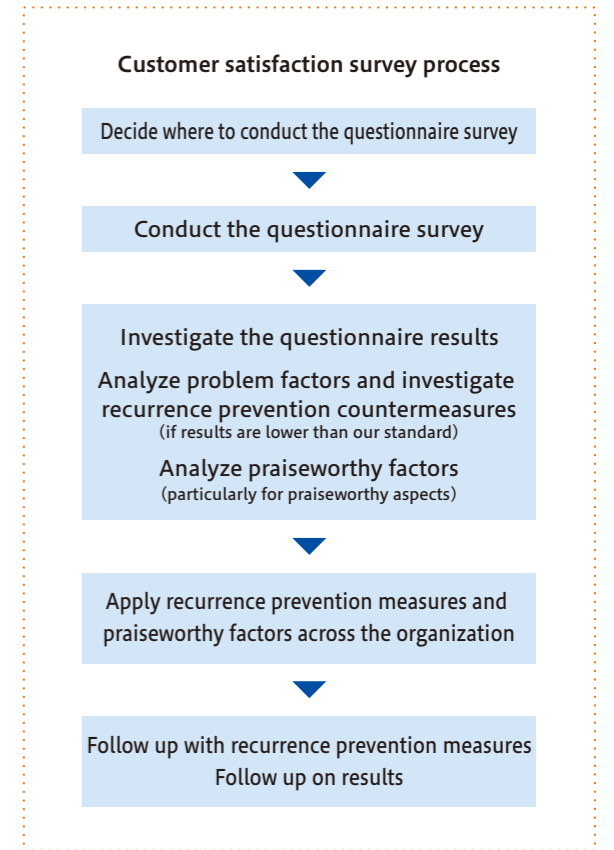 Customer satisfaction survey process
Decide where to conduct the questionnaire survey
Conduct the questionnaire survey
Investigate the questionnaire results
Analyze problem factors and investigate
recurrence prevention countermeasures
(if results are lower than our standard)
Analyze praiseworthy factors
(particularly for praiseworthy aspects)
Apply recurrence prevention measures and
praiseworthy factors across the organization
Follow up with recurrence prevention measures
Follow up on results